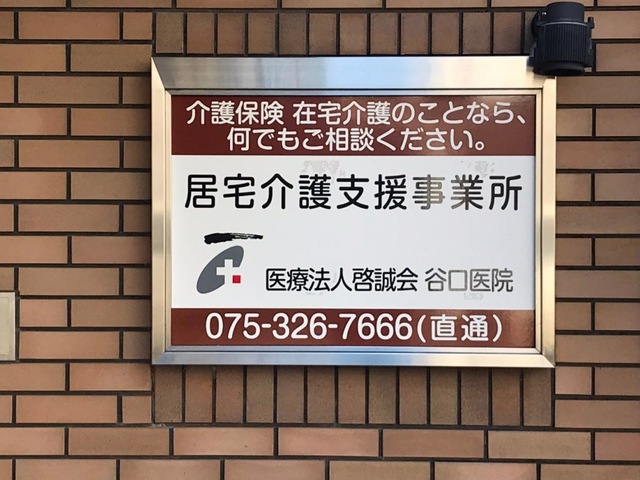 介護保険 在宅介護のことなら、
何でもご相談ください。
居宅介護支援事業所
医療法人啓誠会 谷口医院
075-326-7666(直通)